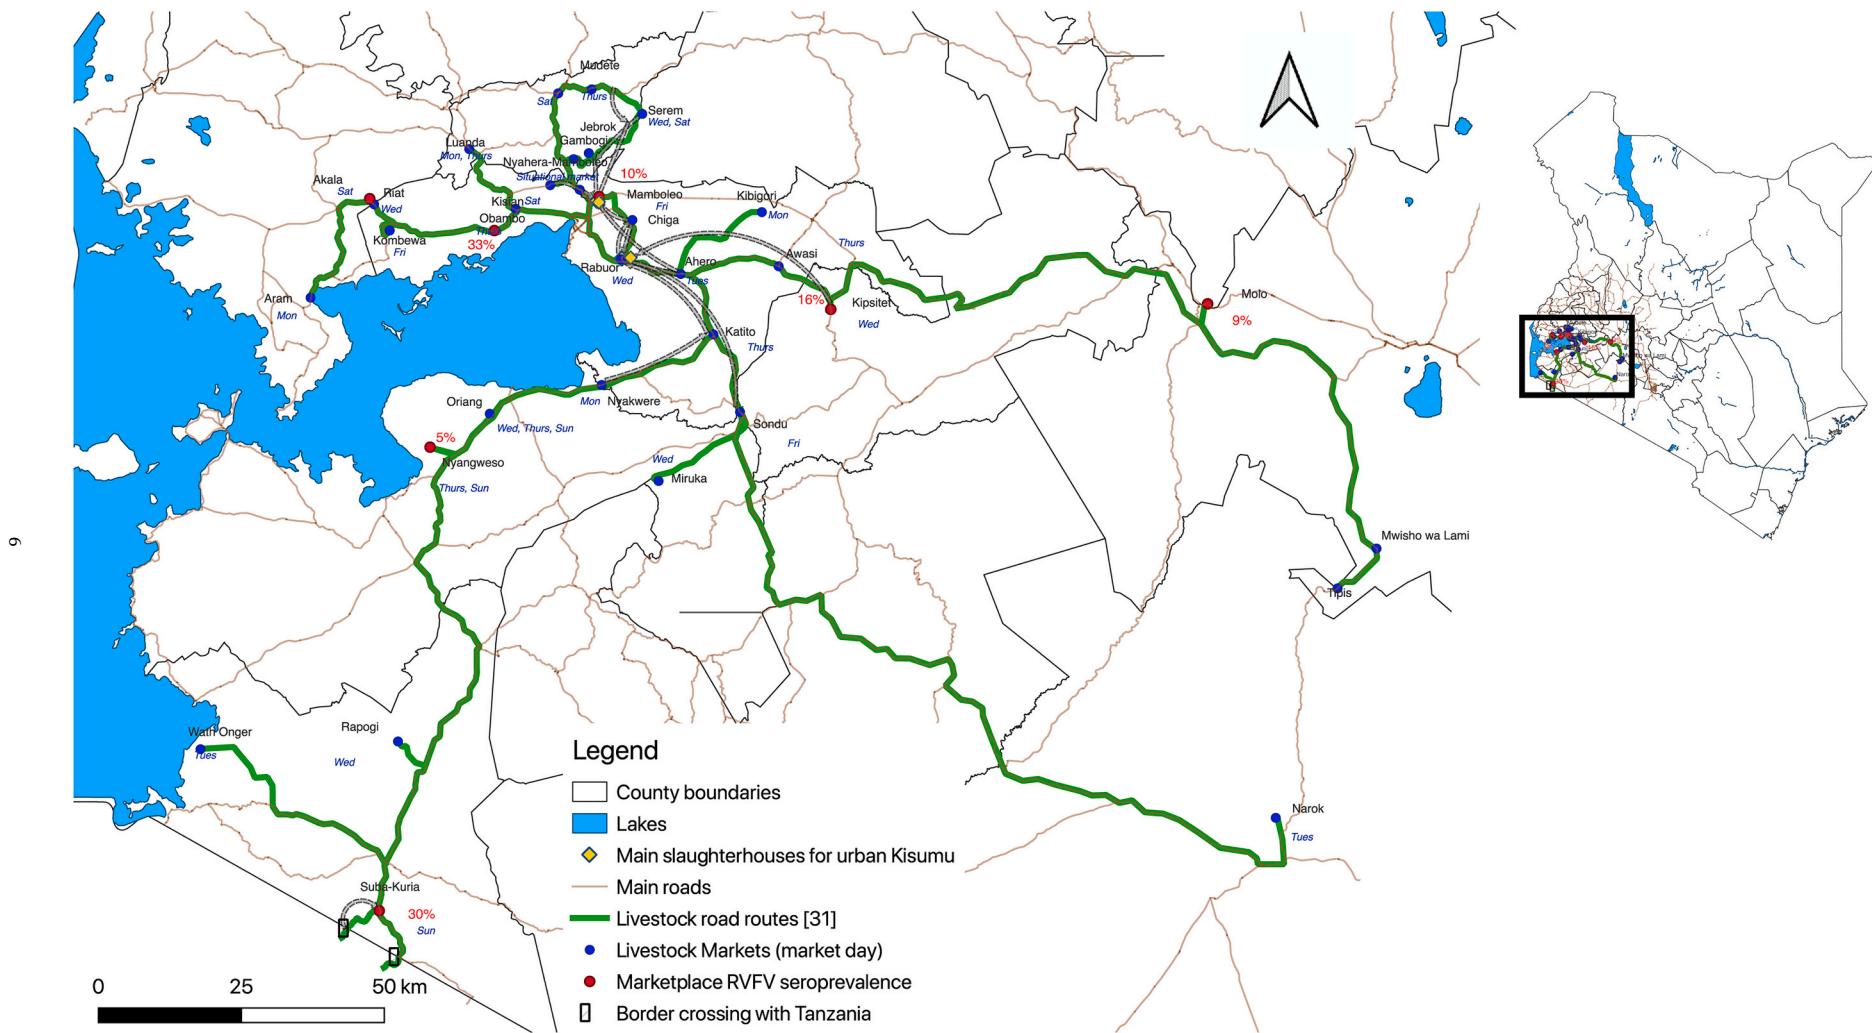 Mudete
Sat
Thurs
Serem
Wed, Sat
Jebrok
Gambogi
Luanda
Mon, Thurs
Nyahera-Mamboleo
Situational market
10%
Akala
Sat
Riat
Wed
Kisian
Sat
Mamboleo
Fri
Kibigori
Mon
Chiga
Obambo
Thurs
33%
Kombewa
Fri
Thurs
Awasi
Ahero
Tues
Rabuor
Wed
Aram
Mon
16%
Kipsitet
Wed
Molo
9%
Katito
Thurs
Mon
Nyakwere
Oriang
Wed, Thurs, Sun
Sondu
Fri
5%
Nyangweso
Thurs, Sun
Wed
Miruka
Mwisho wa Lami
Tipis
9
Wath Onger
Tues
Rapogi
Wed
Narok
Tues
Suba-Kuria
30%
Sun
Legend
County boundaries
Lakes
Main slaughterhouses for urban Kisumu
Main roads
Livestock road routes [31]
Livestock Markets (market day)
Marketplace RVFV seroprevalence
Border crossing with Tanzania
0 25 50 km